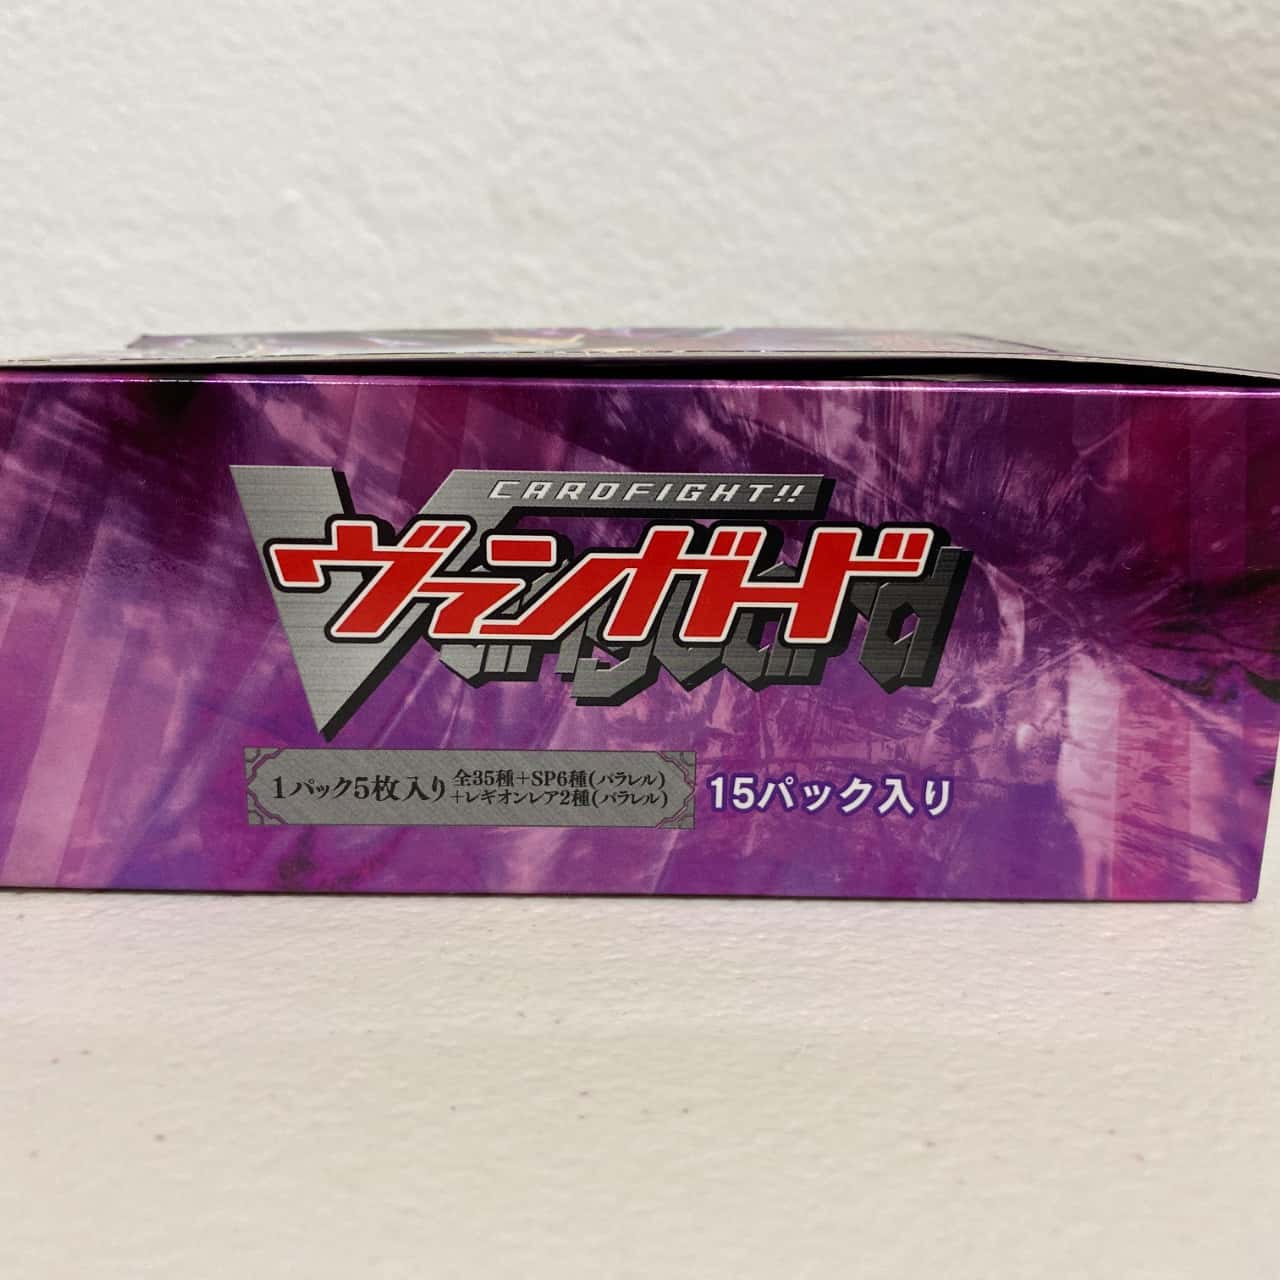 CARDFIGHT!!
ヴァンガード
Vanguard
1パック5枚入り 全35種+SP6種(パラレル)
+レギオンレア2種(パラレル)
15パック入り